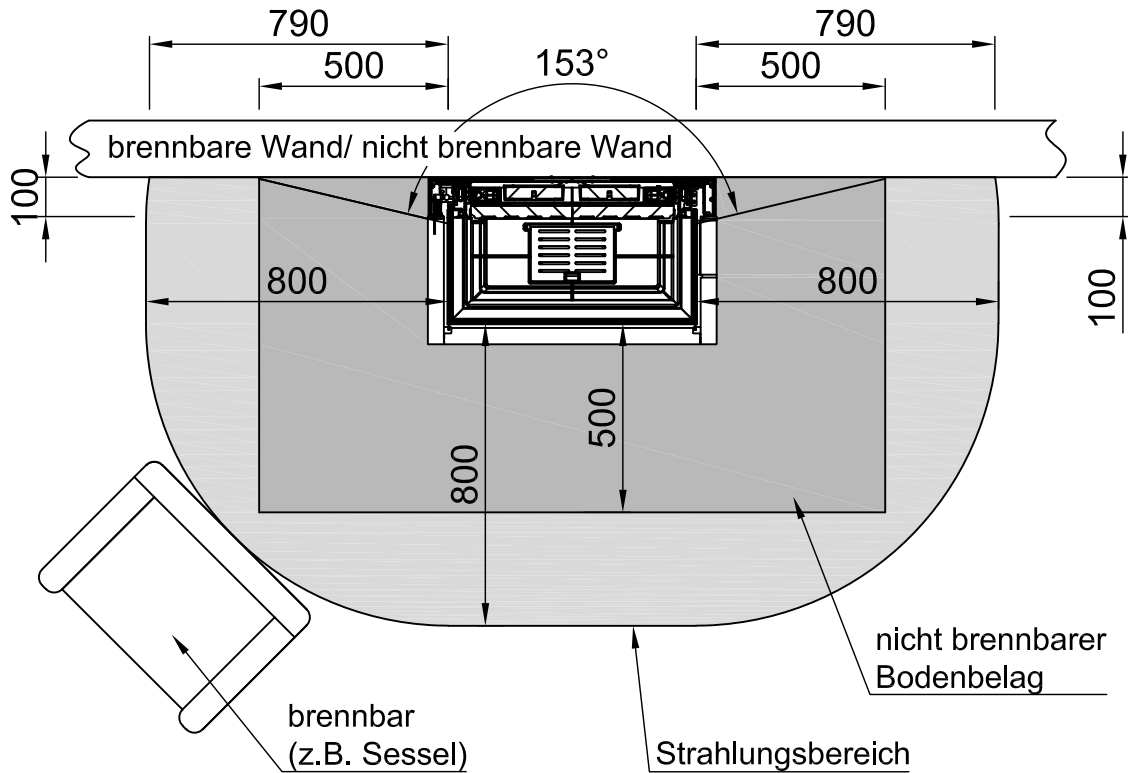 790
790
500
153°
500
brennbare Wand/ nicht brennbare Wand
100
100
800
800
500
800
nicht brennbarer
Bodenbelag
brennbar
(z.B. Sessel)
Strahlungsbereich